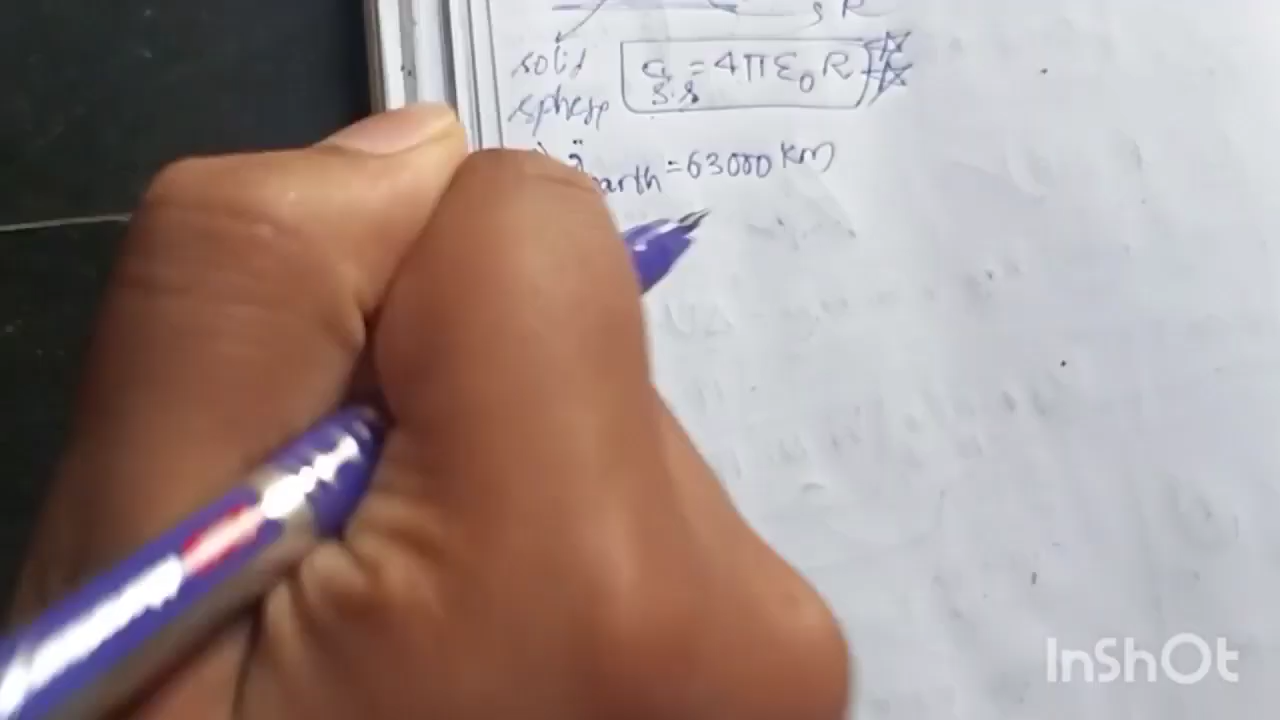 R
solid
sphere
C s.s = 4πε₀R
earth = 63000 km
InShOt